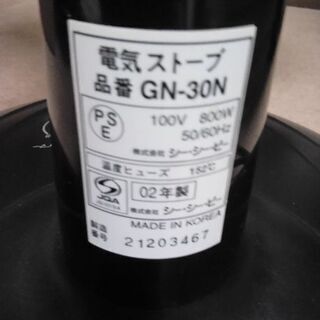 電気ストーブ
品番 GN-30N
PS E
100V 800W
50/60Hz
株式会社 シー・シー・ピー
温度ヒューズ 152℃
JQA
02年製
株式会社 シー・シー・ピー
MADE IN KOREA
製造番号 21203467